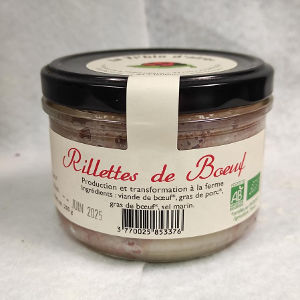 Rillettes de Boeuf
Production et transformation à la ferme
Ingrédients : viande de bœuf*, gras de porc*,
gras de bœuf*, sel marin.
JUIN 2025
AB
3 770025 853376